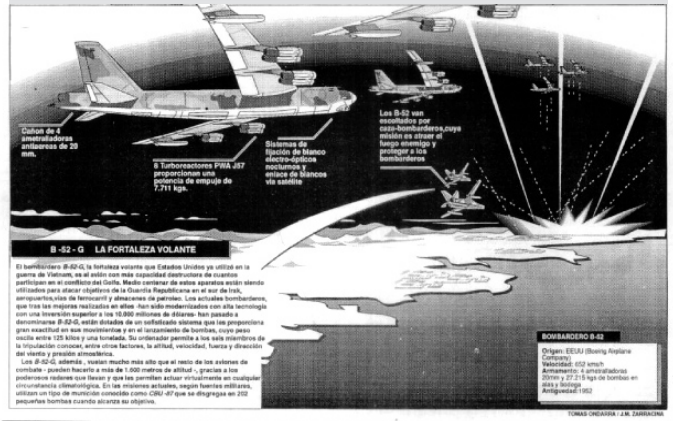 Cañon de 4
ametralladoras
antiaereas de 20
mm.
8 Turboreactores PWA J57
proporcionan una
potencia de empuje de
7.711 kgs.
Sistemas de
fijación de blanco
electro-ópticos
nocturnos y
enlace de blancos
via satélite
Los B-52 van
escoltados por
caza-bombarderos,cuya
misión es atraer el
fuego enemigo y
proteger a los
bombarderos
B -52 - G LA FORTALEZA VOLANTE
El bombardero B-52-G, la fortaleza volante que Estados Unidos ya utilizó en la
guerra de Vietnam, es el avión con más capacidad destructora de cuantos
participan en el conflicto del Golfo. Medio centenar de estos aparatos están siendo
utilizados para atacar objetivos de la Guardia Republicana en el sur de Irak,
aeropuertos,vías de ferrocarril y almacenes de petroleo. Los actuales bombarderos,
que tras las mejoras realizadas en ellos -han sido modernizados con alta tecnología
con una inversión superior a los 10.000 millones de dólares- han pasado a
denominarse B-52-G, están dotados de un sofisticado sistema que les proporciona
gran exactitud en sus movimientos y en el lanzamiento de bombas, cuyo peso
oscila entre 125 kilos y una tonelada. Su ordenador permite a los seis miembros de
la tripulación conocer, entre otros factores, la altitud, velocidad, fuerza y dirección
del viento y presión atmosférica.
Los B-52-G, además , vuelan mucho más alto que el resto de los aviones de
combate - pueden hacerlo a más de 1.600 metros de altitud -, gracias a los
poderosos radares que llevan y que les permiten actuar virtualmente en cualquier
circunstancia climatológica. En las misiones actuales, según fuentes militares,
utilizan un tipo de munición conocido como CBU -87 que se disgregas en 202
pequeñas bombas cuando alcanza su objetivo.
BOMBARDERO B-52
Origen: EEUU (Boeing Airplane
Company)
Velocidad: 652 kms/h
Armamento: 4 ametralladoras
20mm y 27.215 kgs de bombas en
alas y bodega
Antiguedad: 1952
TOMAS ONDARRA / J.M. ZARRACINA